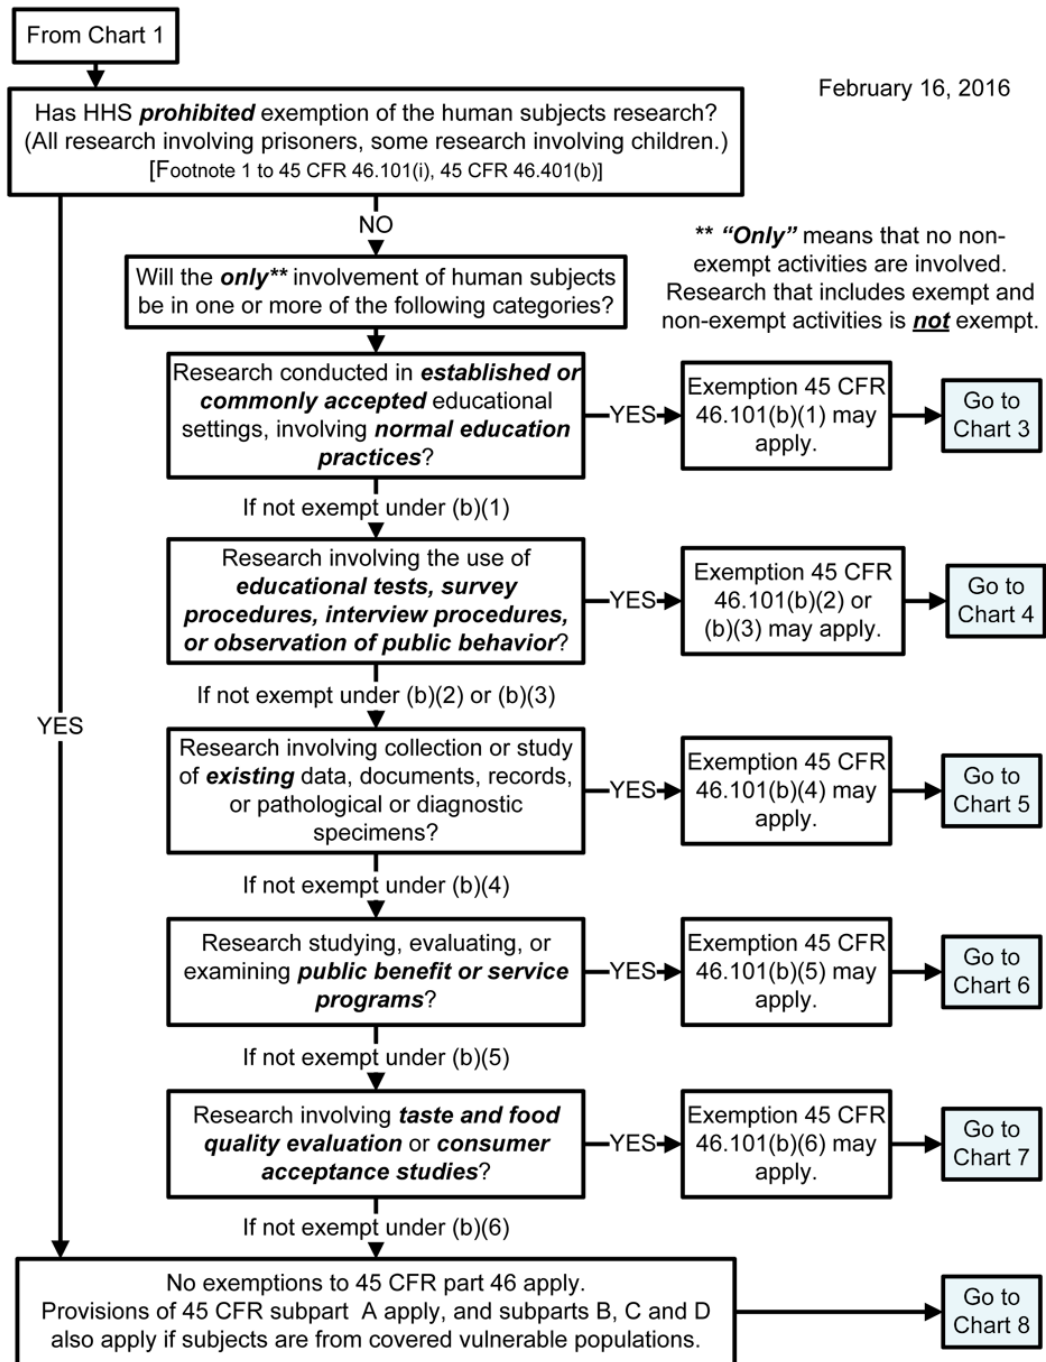 From Chart 1
February 16, 2016
Has HHS prohibited exemption of the human subjects research?
(All research involving prisoners, some research involving children.)
[Footnote 1 to 45 CFR 46.101(i), 45 CFR 46.401(b)]
NO
** “Only” means that no non-
exempt activities are involved.
Research that includes exempt and
non-exempt activities is not exempt.
Will the only** involvement of human subjects
be in one or more of the following categories?
Research conducted in established or
commonly accepted educational
settings, involving normal education
practices?
YES
Exemption 45 CFR
46.101(b)(1) may
apply.
Go to
Chart 3
If not exempt under (b)(1)
Research involving the use of
educational tests, survey
procedures, interview procedures,
or observation of public behavior?
YES
Exemption 45 CFR
46.101(b)(2) or
(b)(3) may apply.
Go to
Chart 4
If not exempt under (b)(2) or (b)(3)
YES
Research involving collection or study
of existing data, documents, records,
or pathological or diagnostic
specimens?
YES
Exemption 45 CFR
46.101(b)(4) may
apply.
Go to
Chart 5
If not exempt under (b)(4)
Research studying, evaluating, or
examining public benefit or service
programs?
YES
Exemption 45 CFR
46.101(b)(5) may
apply.
Go to
Chart 6
If not exempt under (b)(5)
Research involving taste and food
quality evaluation or consumer
acceptance studies?
YES
Exemption 45 CFR
46.101(b)(6) may
apply.
Go to
Chart 7
If not exempt under (b)(6)
No exemptions to 45 CFR part 46 apply.
Provisions of 45 CFR subpart A apply, and subparts B, C and D
also apply if subjects are from covered vulnerable populations.
Go to
Chart 8